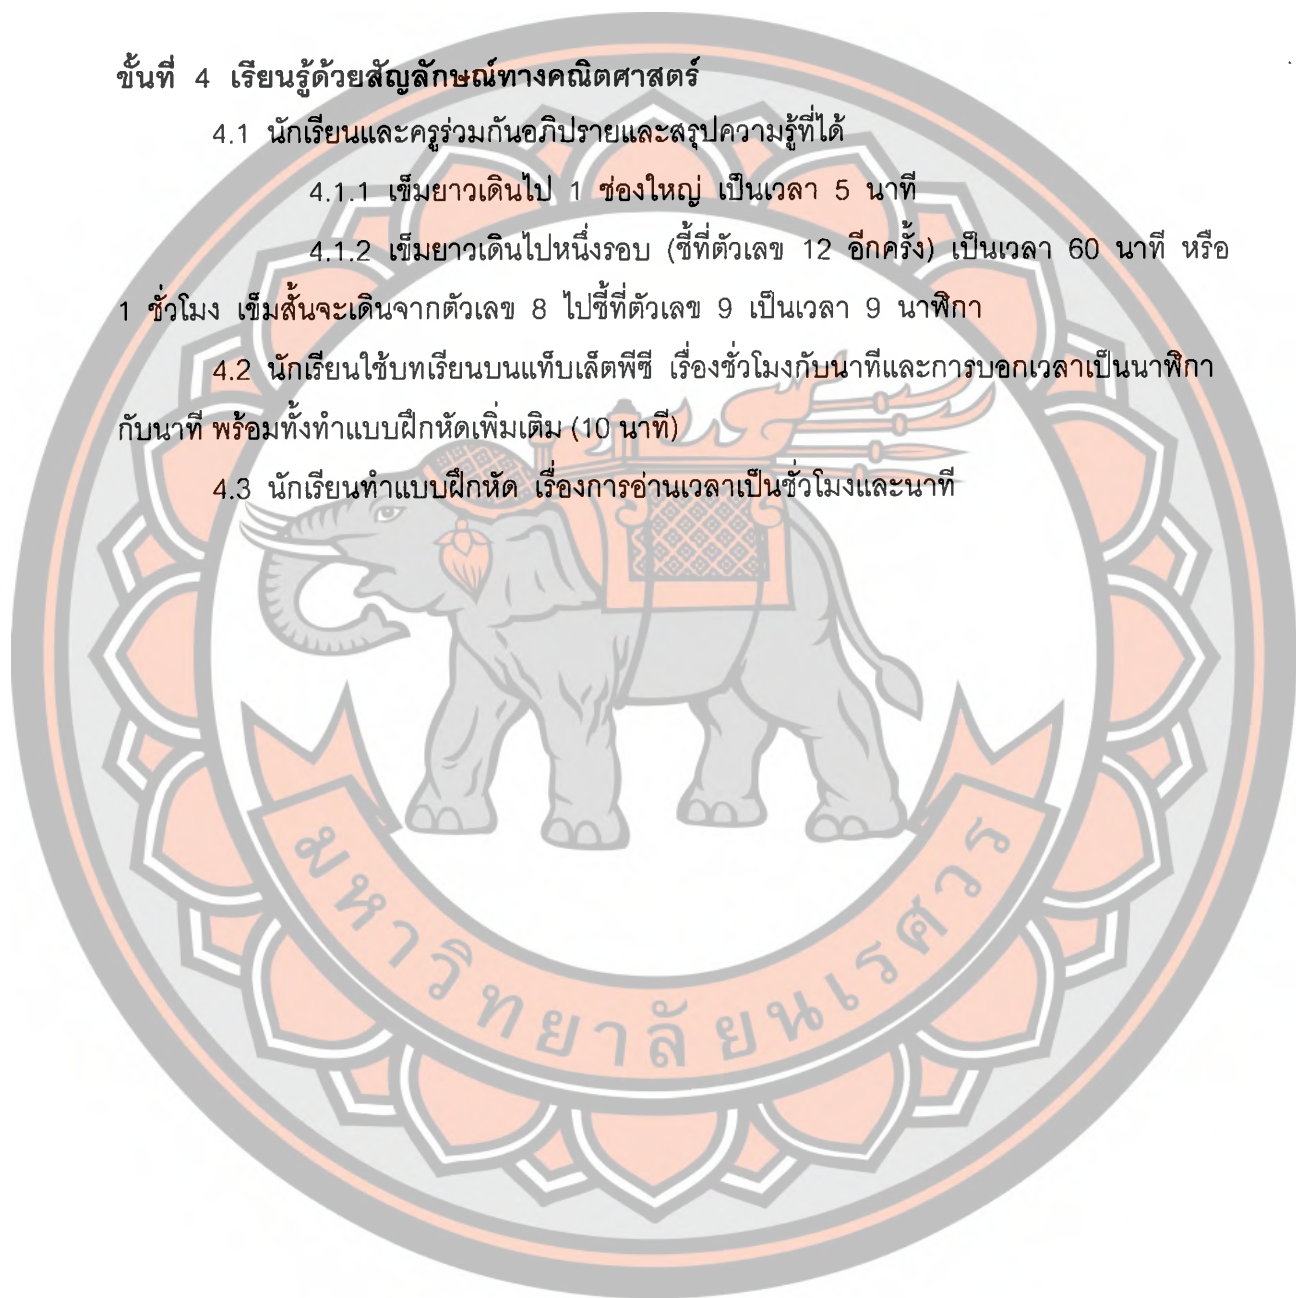 ขั้นที่ 4 เรียนรู้ด้วยสัญลักษณ์ทางคณิตศาสตร์
4.1 นักเรียนและครูร่วมกันอภิปรายและสรุปความรู้ที่ได้
4.1.1 เข็มยาวเดินไป 1 ช่องใหญ่ เป็นเวลา 5 นาที
4.1.2 เข็มยาวเดินไปหนึ่งรอบ (ชี้ที่ตัวเลข 12 อีกครั้ง) เป็นเวลา 60 นาที หรือ
1 ชั่วโมง เข็มสั้นจะเดินจากตัวเลข 8 ไปชี้ที่ตัวเลข 9 เป็นเวลา 9 นาฬิกา
4.2 นักเรียนใช้บทเรียนบนแท็บเล็ตพีซี เรื่องชั่วโมงกับนาทีและการบอกเวลาเป็นนาฬิกา
กับนาที พร้อมทั้งทำแบบฝึกหัดเพิ่มเติม (10 นาที)
4.3 นักเรียนทำแบบฝึกหัด เรื่องการอ่านเวลาเป็นชั่วโมงและนาที
มหาวิทยาลัยนเรศวร